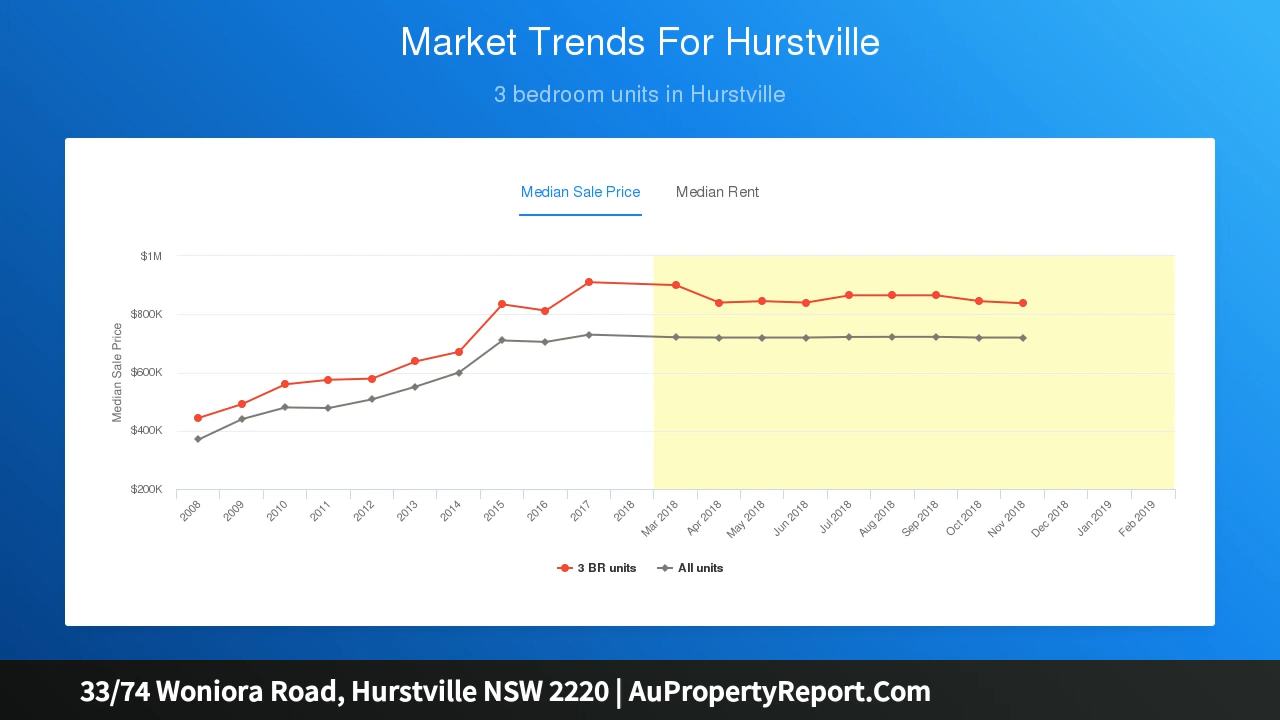 Market Trends For Hurstville
3 bedroom units in Hurstville
Median Sale Price
Median Rent
Median Sale Price
$1M
$800K
$600K
$400K
$200K
2008
2009
2010
2011
2012
2013
2014
2015
2016
2017
2018
Mar 2018
Apr 2018
May 2018
Jun 2018
Jul 2018
Aug 2018
Sep 2018
Oct 2018
Nov 2018
Dec 2018
Jan 2019
Feb 2019
3 BR units
All units
33/74 Woniora Road, Hurstville NSW 2220 | AuPropertyReport.Com